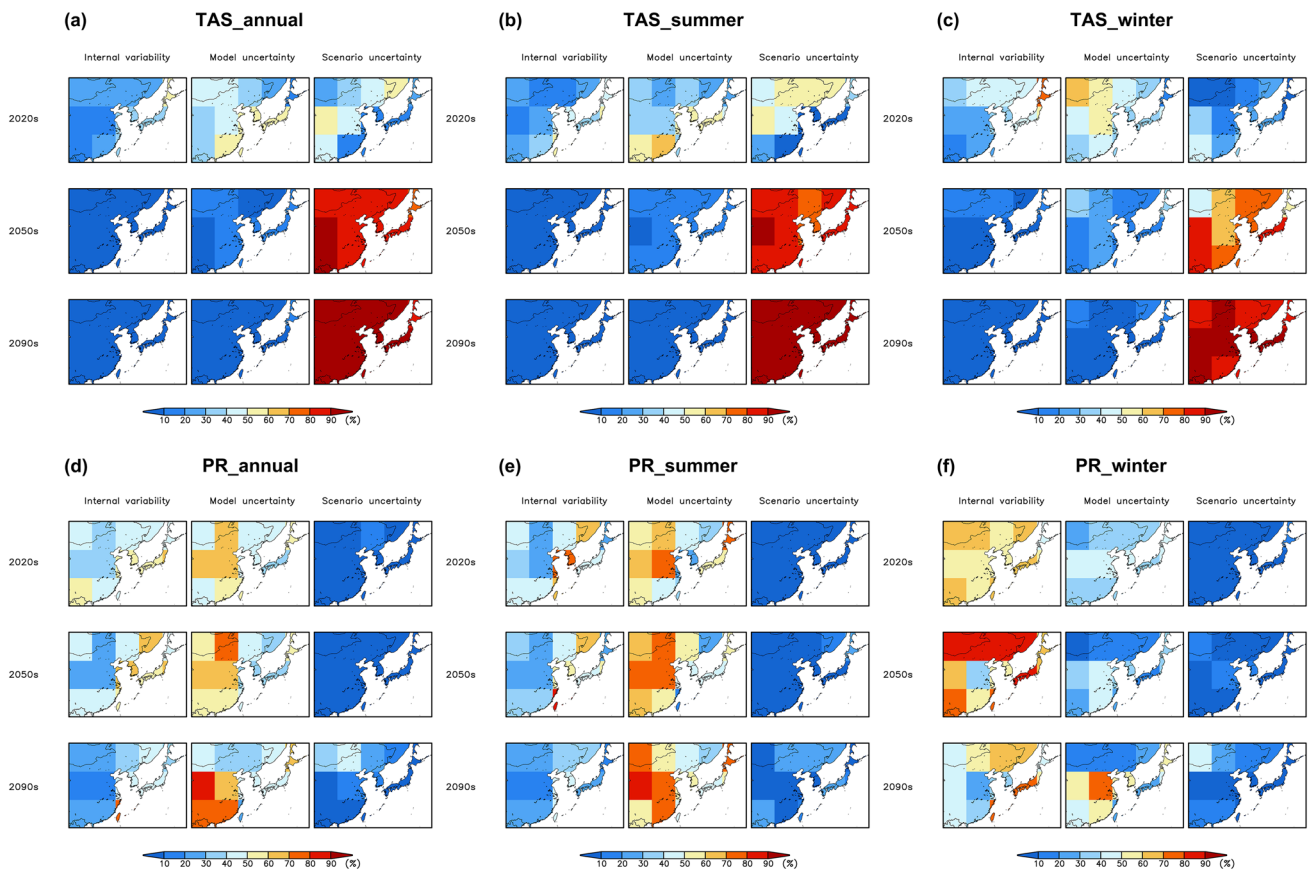 (a) TAS_annual (b) TAS_summer (c) TAS_winter
Internal variability Model uncertainty Scenario uncertainty Internal variability Model uncertainty Scenario uncertainty Internal variability Model uncertainty Scenario uncertainty
2020s 2020s 2020s
2050s 2050s 2050s
2090s 2090s 2090s
10 20 30 40 50 60 70 80 90 (%) 10 20 30 40 50 60 70 80 90 (%) 10 20 30 40 50 60 70 80 90 (%)
(d) PR_annual (e) PR_summer (f) PR_winter
Internal variability Model uncertainty Scenario uncertainty Internal variability Model uncertainty Scenario uncertainty Internal variability Model uncertainty Scenario uncertainty
2020s 2020s 2020s
2050s 2050s 2050s
2090s 2090s 2090s
10 20 30 40 50 60 70 80 90 (%) 10 20 30 40 50 60 70 80 90 (%) 10 20 30 40 50 60 70 80 90 (%)